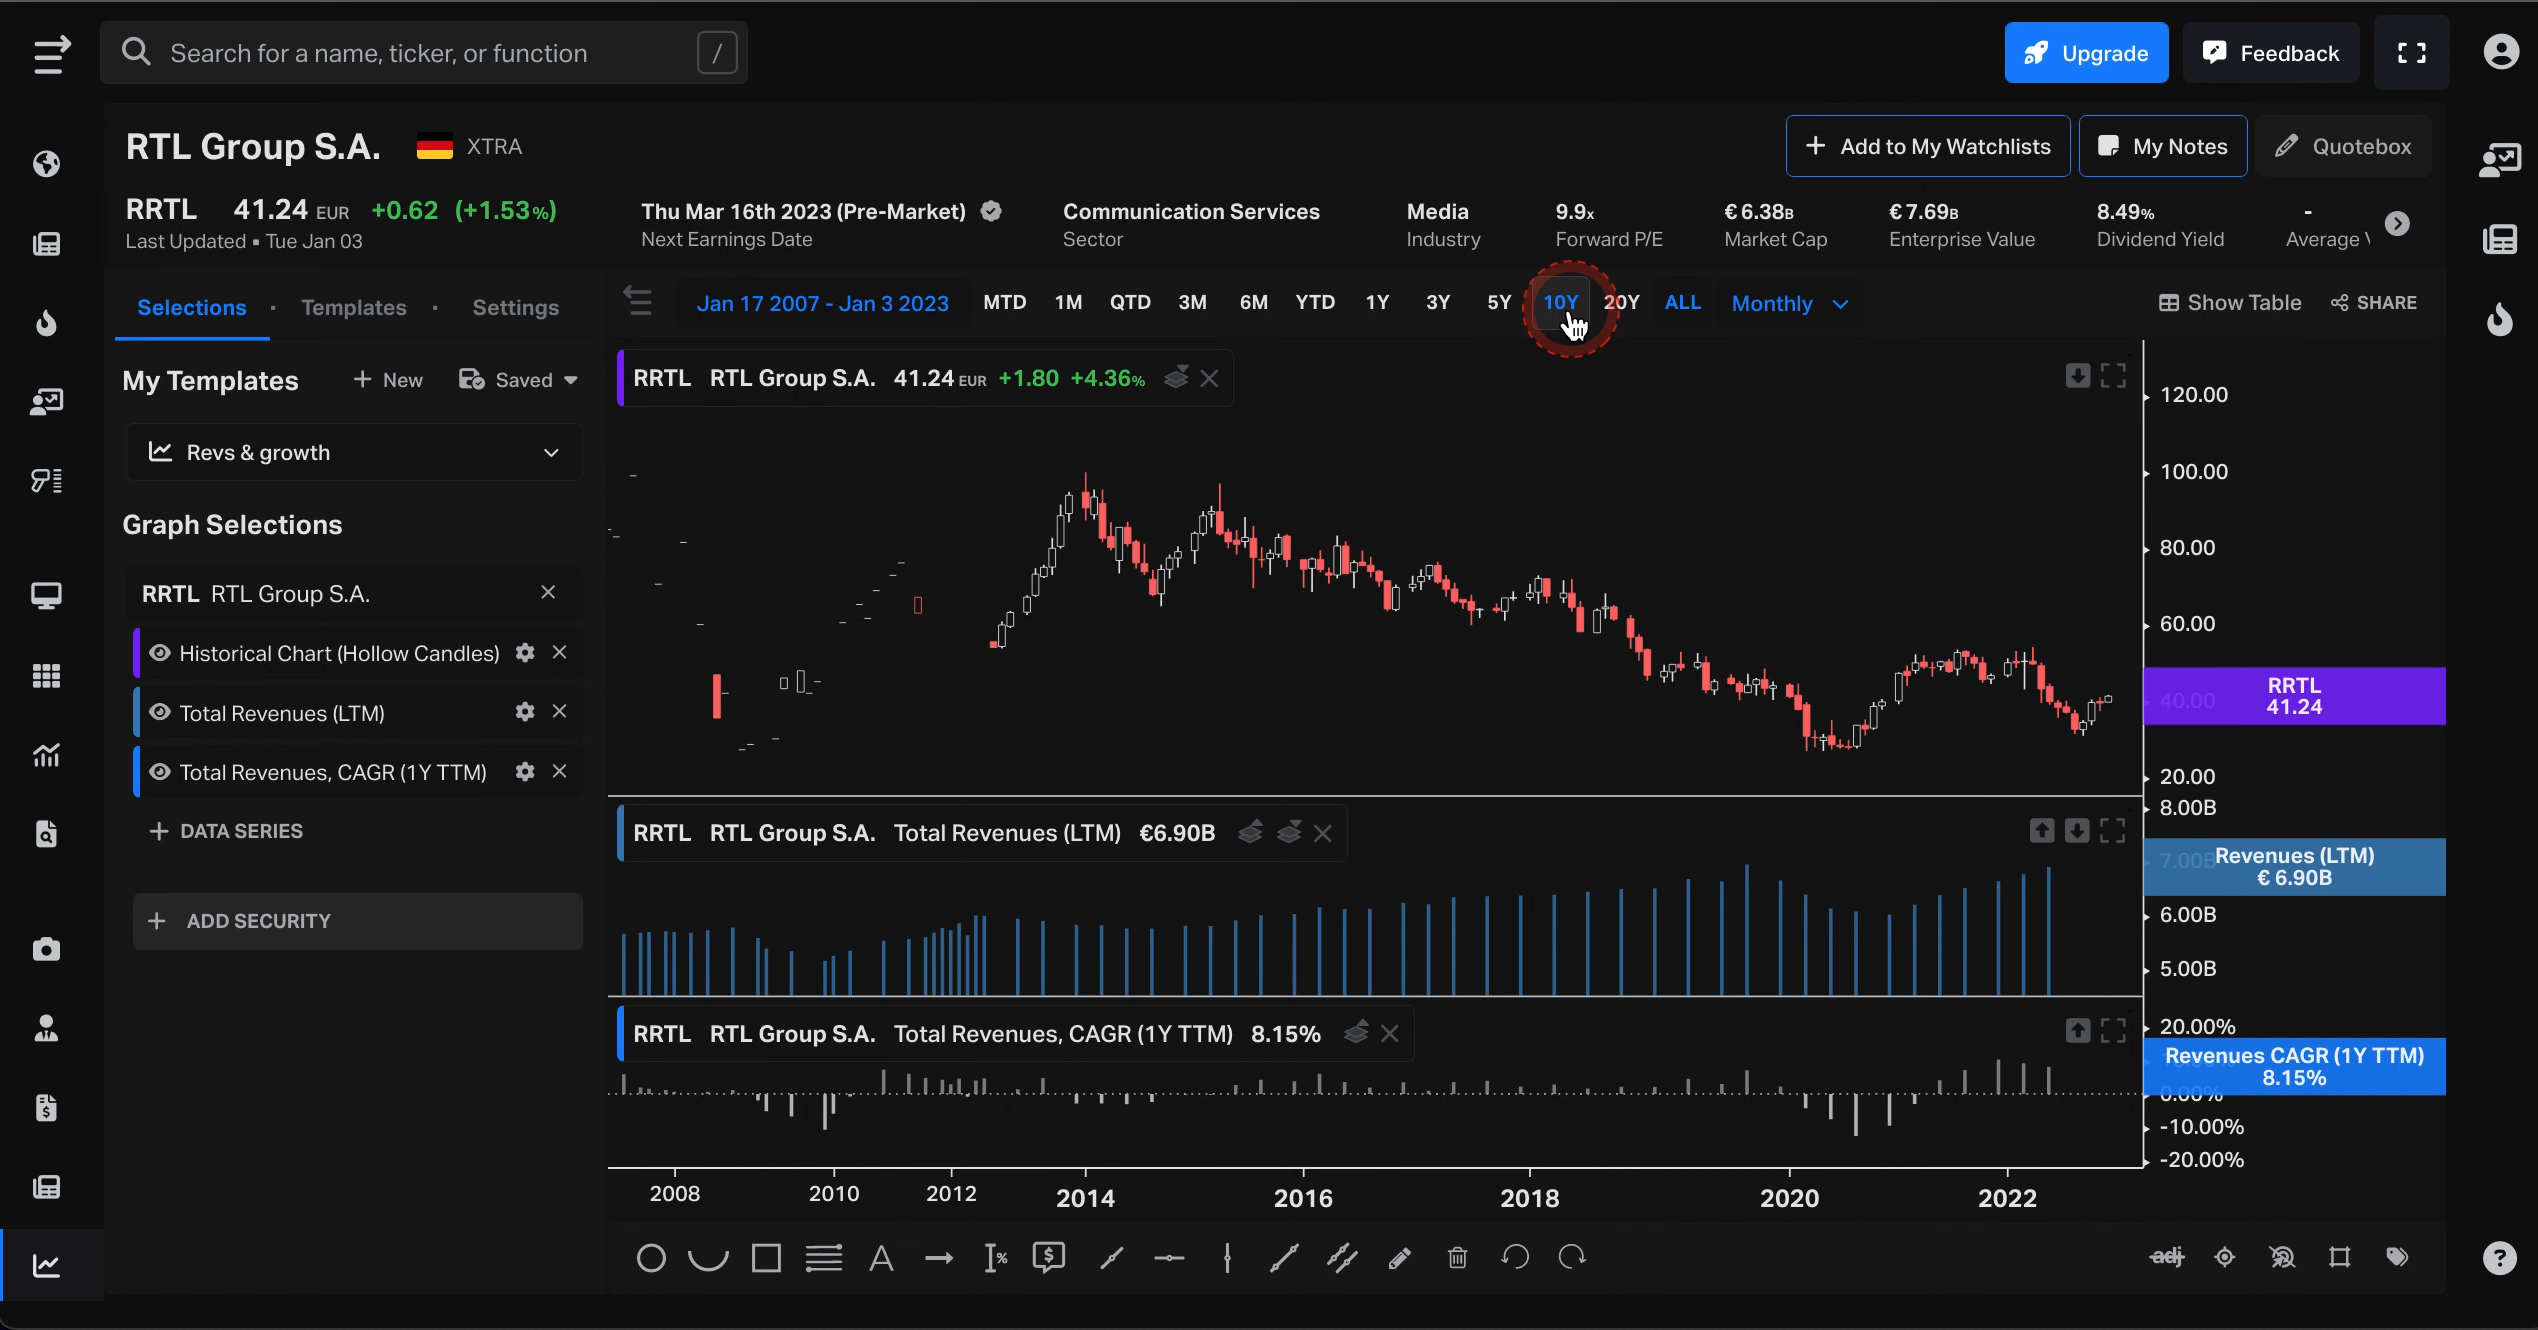 Search for a name, ticker, or function /
Upgrade
Feedback
RTL Group S.A. XTRA
+ Add to My Watchlists
My Notes
Quotebox
RRTL 41.24 EUR +0.62 (+1.53%)
Last Updated ▪ Tue Jan 03
Thu Mar 16th 2023 (Pre-Market)
Next Earnings Date
Communication Services
Sector
Media
Industry
9.9x
Forward P/E
€6.38B
Market Cap
€7.69B
Enterprise Value
8.49%
Dividend Yield
-
Average
Selections · Templates · Settings
Jan 17 2007 - Jan 3 2023 MTD 1M QTD 3M 6M YTD 1Y 3Y 5Y 10Y 20Y ALL Monthly
Show Table SHARE
My Templates + New Saved
Revs & growth
Graph Selections
RRTL RTL Group S.A.
Historical Chart (Hollow Candles)
Total Revenues (LTM)
Total Revenues, CAGR (1Y TTM)
+ DATA SERIES
+ ADD SECURITY
RRTL RTL Group S.A. 41.24 EUR +1.80 +4.36%
120.00
100.00
80.00
60.00
40.00
RRTL
41.24
20.00
RRTL RTL Group S.A. Total Revenues (LTM) €6.90B
8.00B
7.00B
Revenues (LTM)
€ 6.90B
6.00B
5.00B
RRTL RTL Group S.A. Total Revenues, CAGR (1Y TTM) 8.15%
20.00%
Revenues CAGR (1Y TTM)
8.15%
0.00%
-10.00%
-20.00%
2008 2010 2012 2014 2016 2018 2020 2022
A
%
$
adj
?